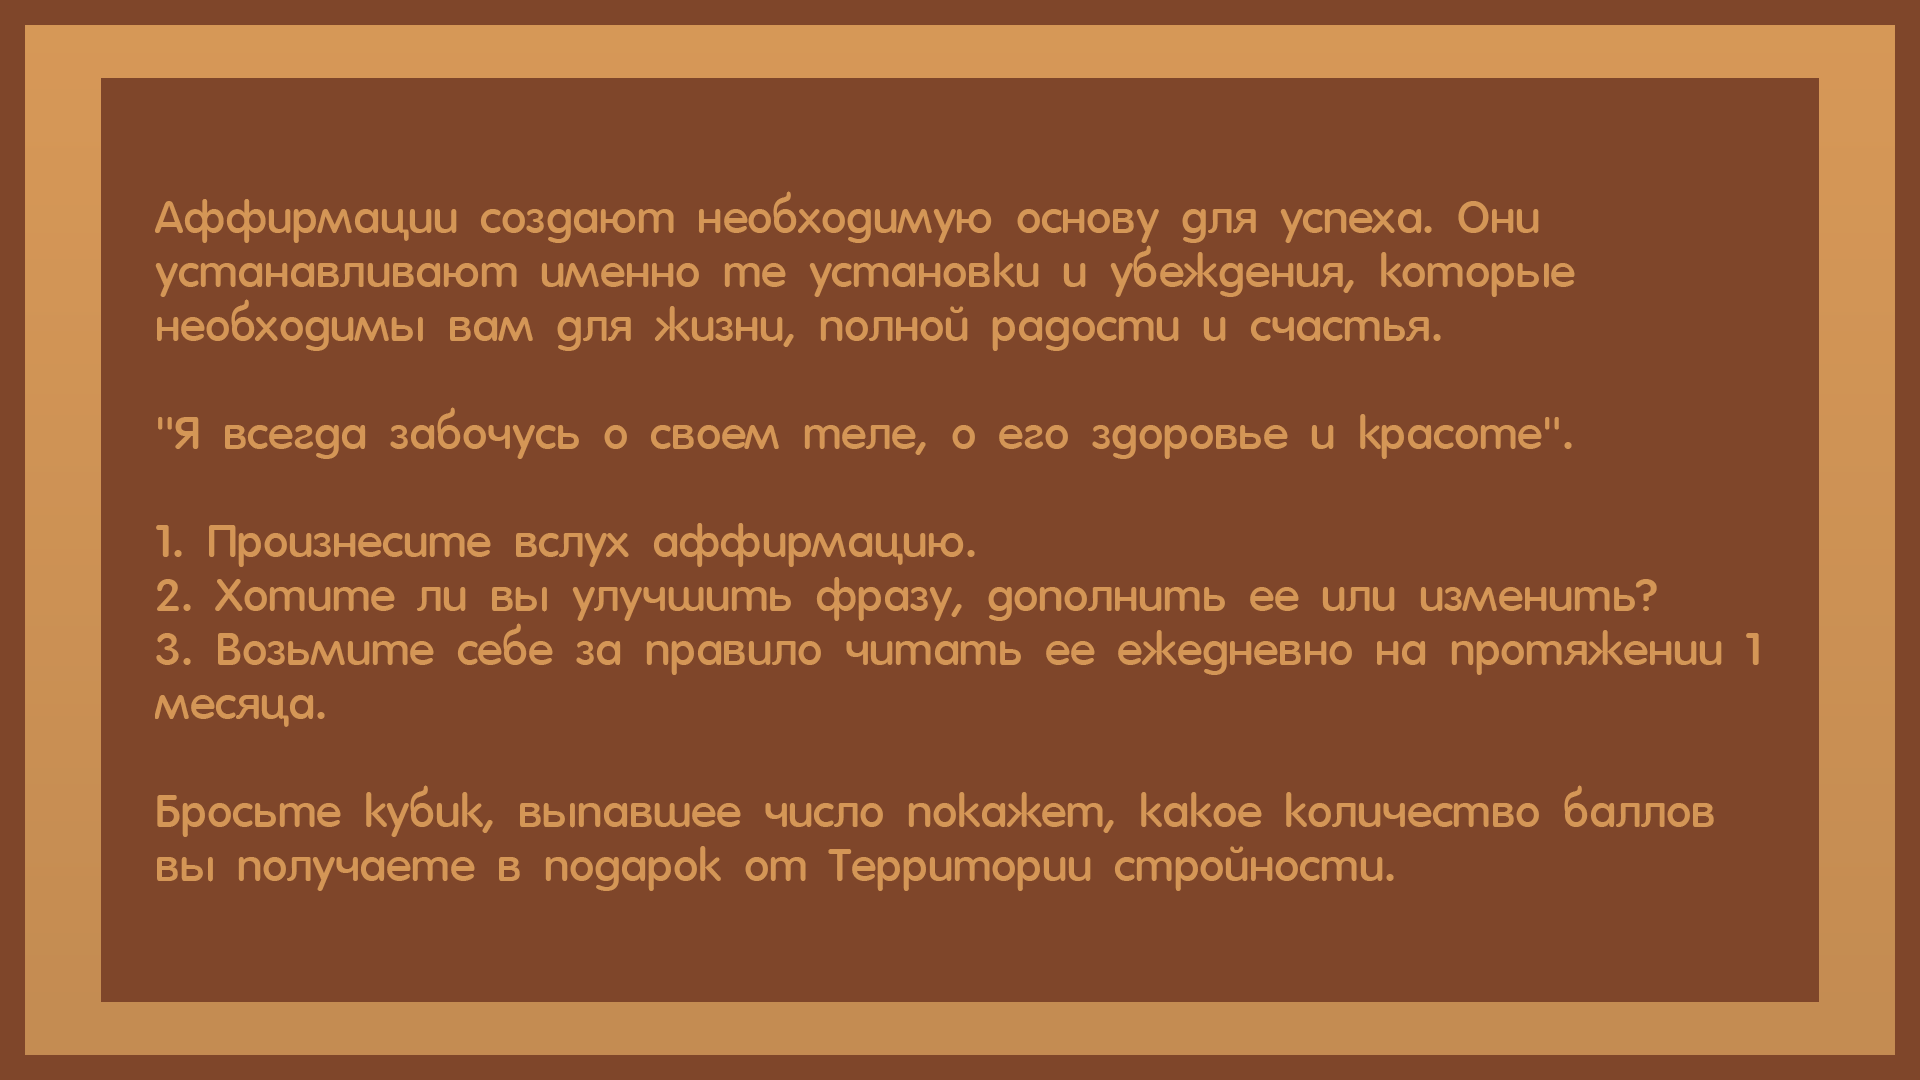 Аффирмации создают необходимую основу для успеха. Они
устанавливают именно те установки и убеждения, которые
необходимы вам для жизни, полной радости и счастья.
"Я всегда забочусь о своем теле, о его здоровье и красоте".
1. Произнесите вслух аффирмацию.
2. Хотите ли вы улучшить фразу, дополнить ее или изменить?
3. Возьмите себе за правило читать ее ежедневно на протяжении 1
месяца.
Бросьте кубик, выпавшее число покажет, какое количество баллов
вы получаете в подарок от Территории стройности.